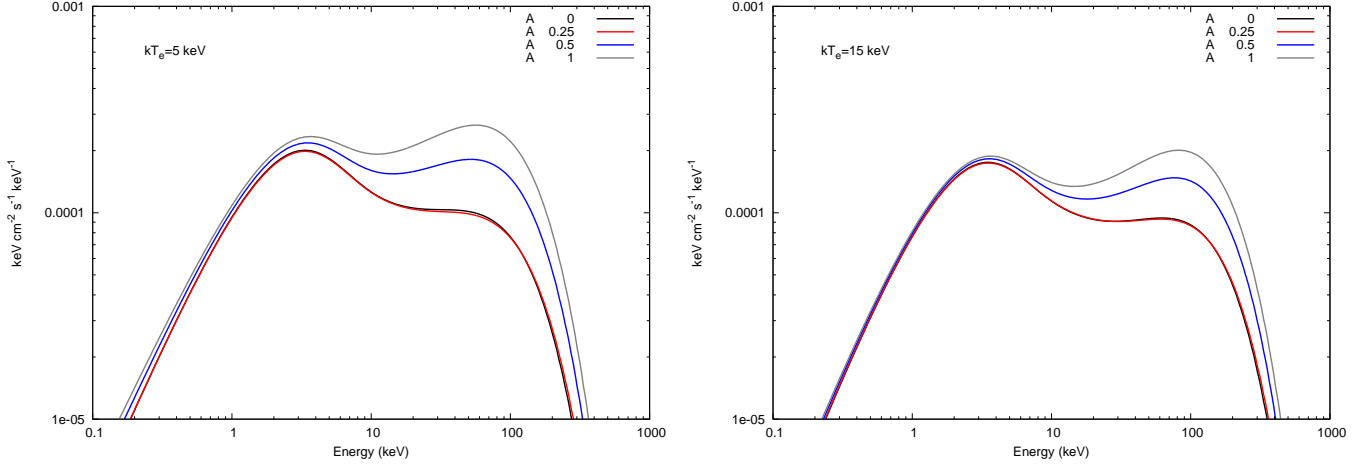 0.001
0.0001
1e-05
keV cm-2 s-1 keV-1
kTe=5 keV
A 0
A 0.25
A 0.5
A 1
0.1 1 10 100 1000
Energy (keV)
0.001
0.0001
1e-05
keV cm-2 s-1 keV-1
kTe=15 keV
A 0
A 0.25
A 0.5
A 1
0.1 1 10 100 1000
Energy (keV)